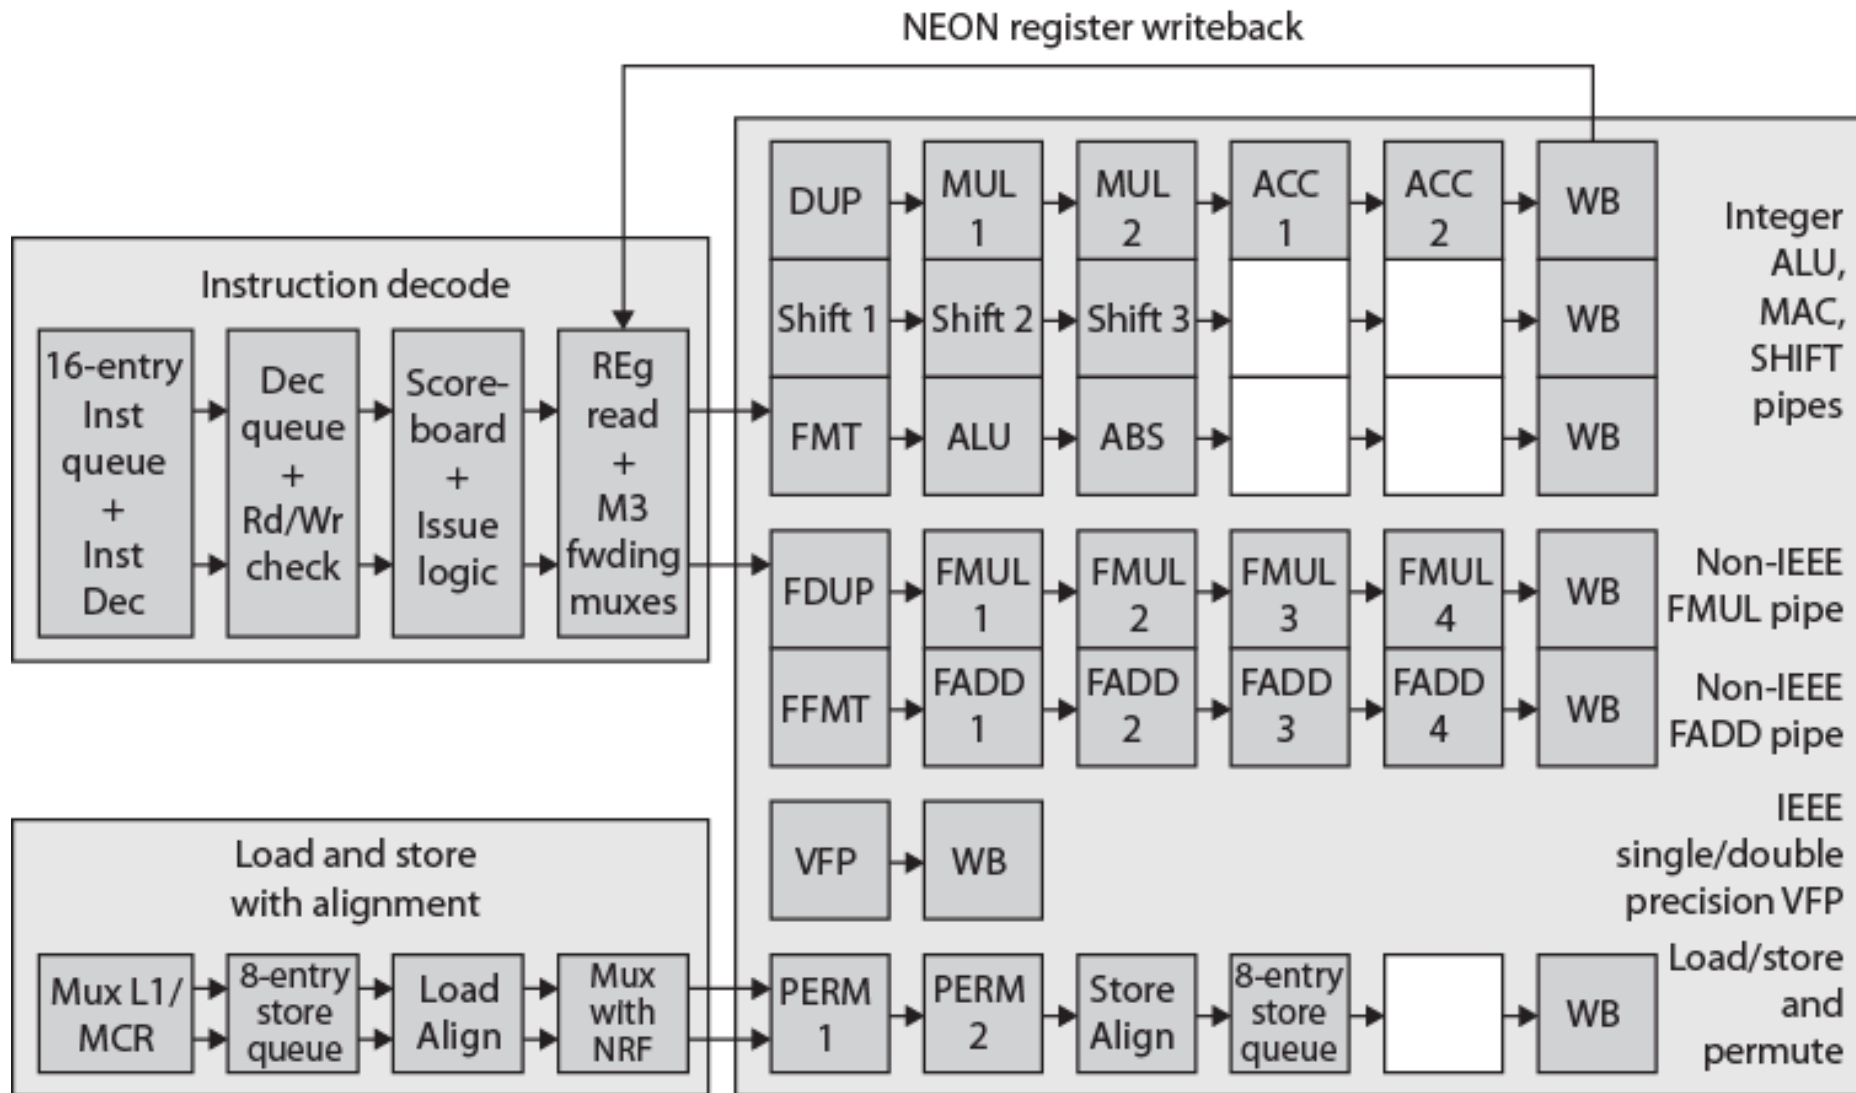 NEON register writeback
Instruction decode
16-entry
Inst
queue
+
Inst
Dec
Dec
queue
+
Rd/Wr
check
Score-
board
+
Issue
logic
REg
read
+
M3
fwding
muxes
DUP
MUL
1
MUL
2
ACC
1
ACC
2
WB
Shift 1
Shift 2
Shift 3
WB
FMT
ALU
ABS
WB
Integer
ALU,
MAC,
SHIFT
pipes
FDUP
FMUL
1
FMUL
2
FMUL
3
FMUL
4
WB
Non-IEEE
FMUL pipe
FFMT
FADD
1
FADD
2
FADD
3
FADD
4
WB
Non-IEEE
FADD pipe
VFP
WB
IEEE
single/double
precision VFP
Load and store
with alignment
Mux L1/
MCR
8-entry
store
queue
Load
Align
Mux
with
NRF
PERM
1
PERM
2
Store
Align
8-entry
store
queue
WB
Load/store
and
permute